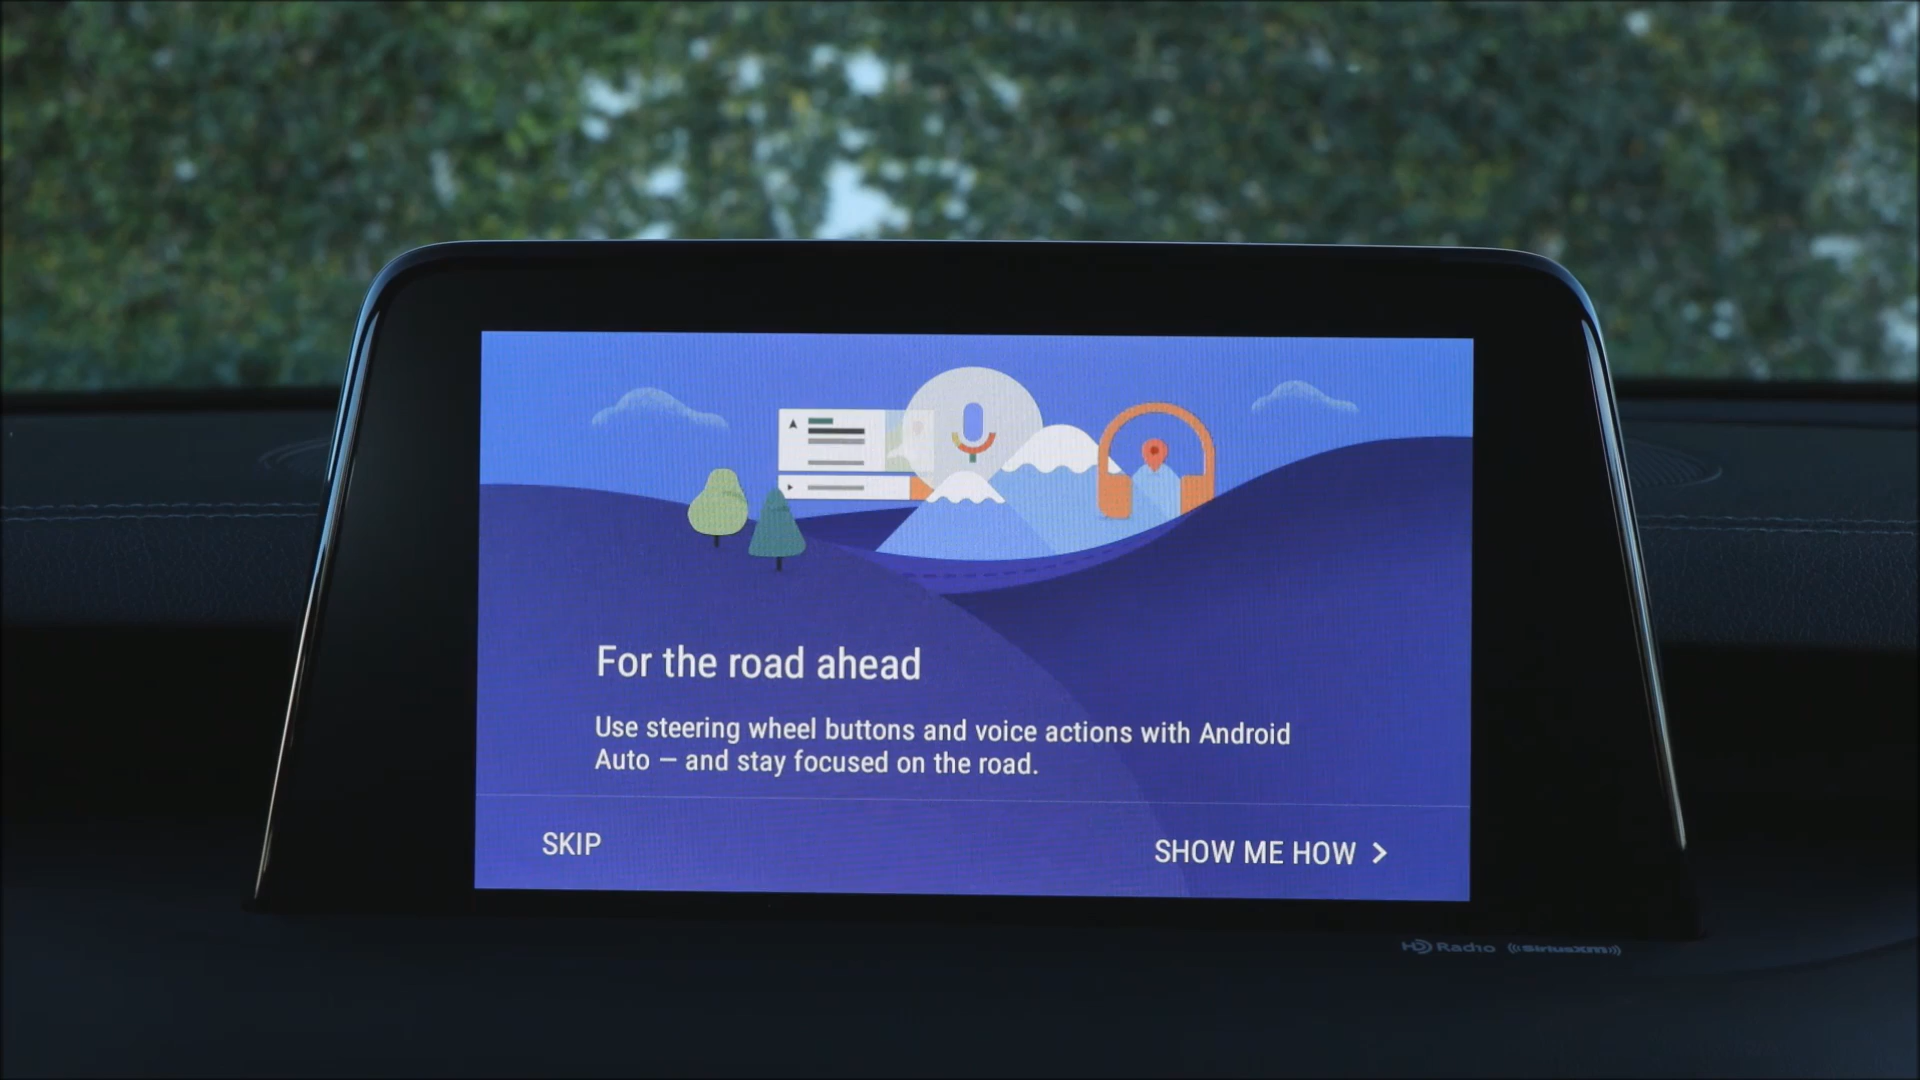 For the road ahead
Use steering wheel buttons and voice actions with Android
Auto — and stay focused on the road.
SKIP
SHOW ME HOW
HD Radio
((SiriusXM))